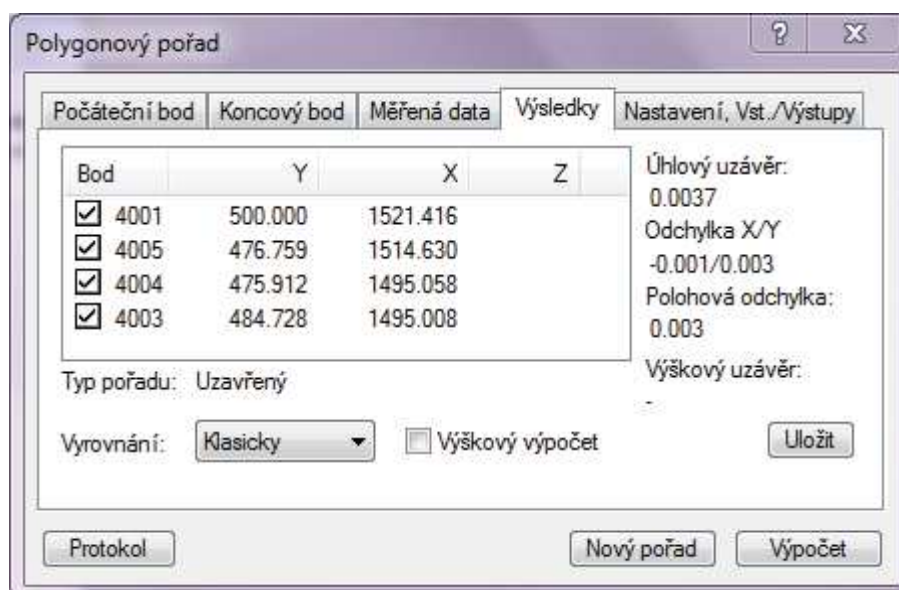 Polygonový pořad
Počáteční bod Koncový bod Měřená data Výsledky Nastavení, Vst./Výstupy
Bod Y X Z
4001 500.000 1521.416
4005 476.759 1514.630
4004 475.912 1495.058
4003 484.728 1495.008
Úhlový uzávěr:
0.0037
Odchylka X/Y
-0.001/0.003
Polohová odchylka:
0.003
Výškový uzávěr:
-
Typ pořadu: Uzavřený
Vyrovnání: Klasicky Výškový výpočet Uložit
Protokol Nový pořad Výpočet